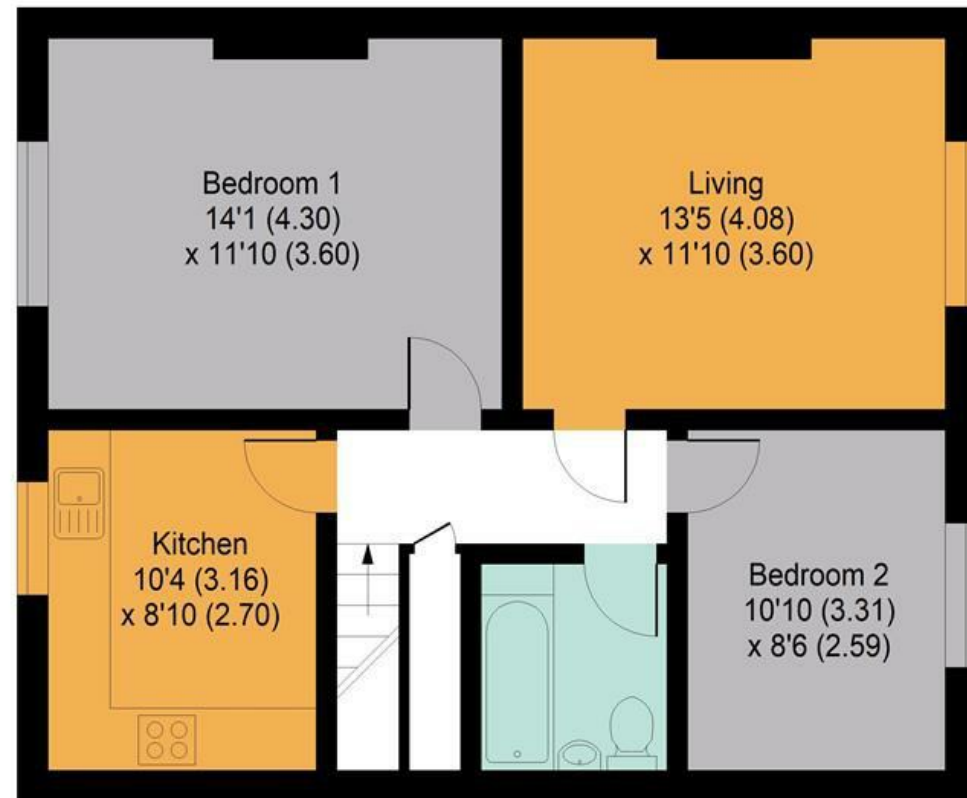 Bedroom 1
14'1 (4.30)
x 11'10 (3.60)
Living
13'5 (4.08)
x 11'10 (3.60)
Kitchen
10'4 (3.16)
x 8'10 (2.70)
Bedroom 2
10'10 (3.31)
x 8'6 (2.59)